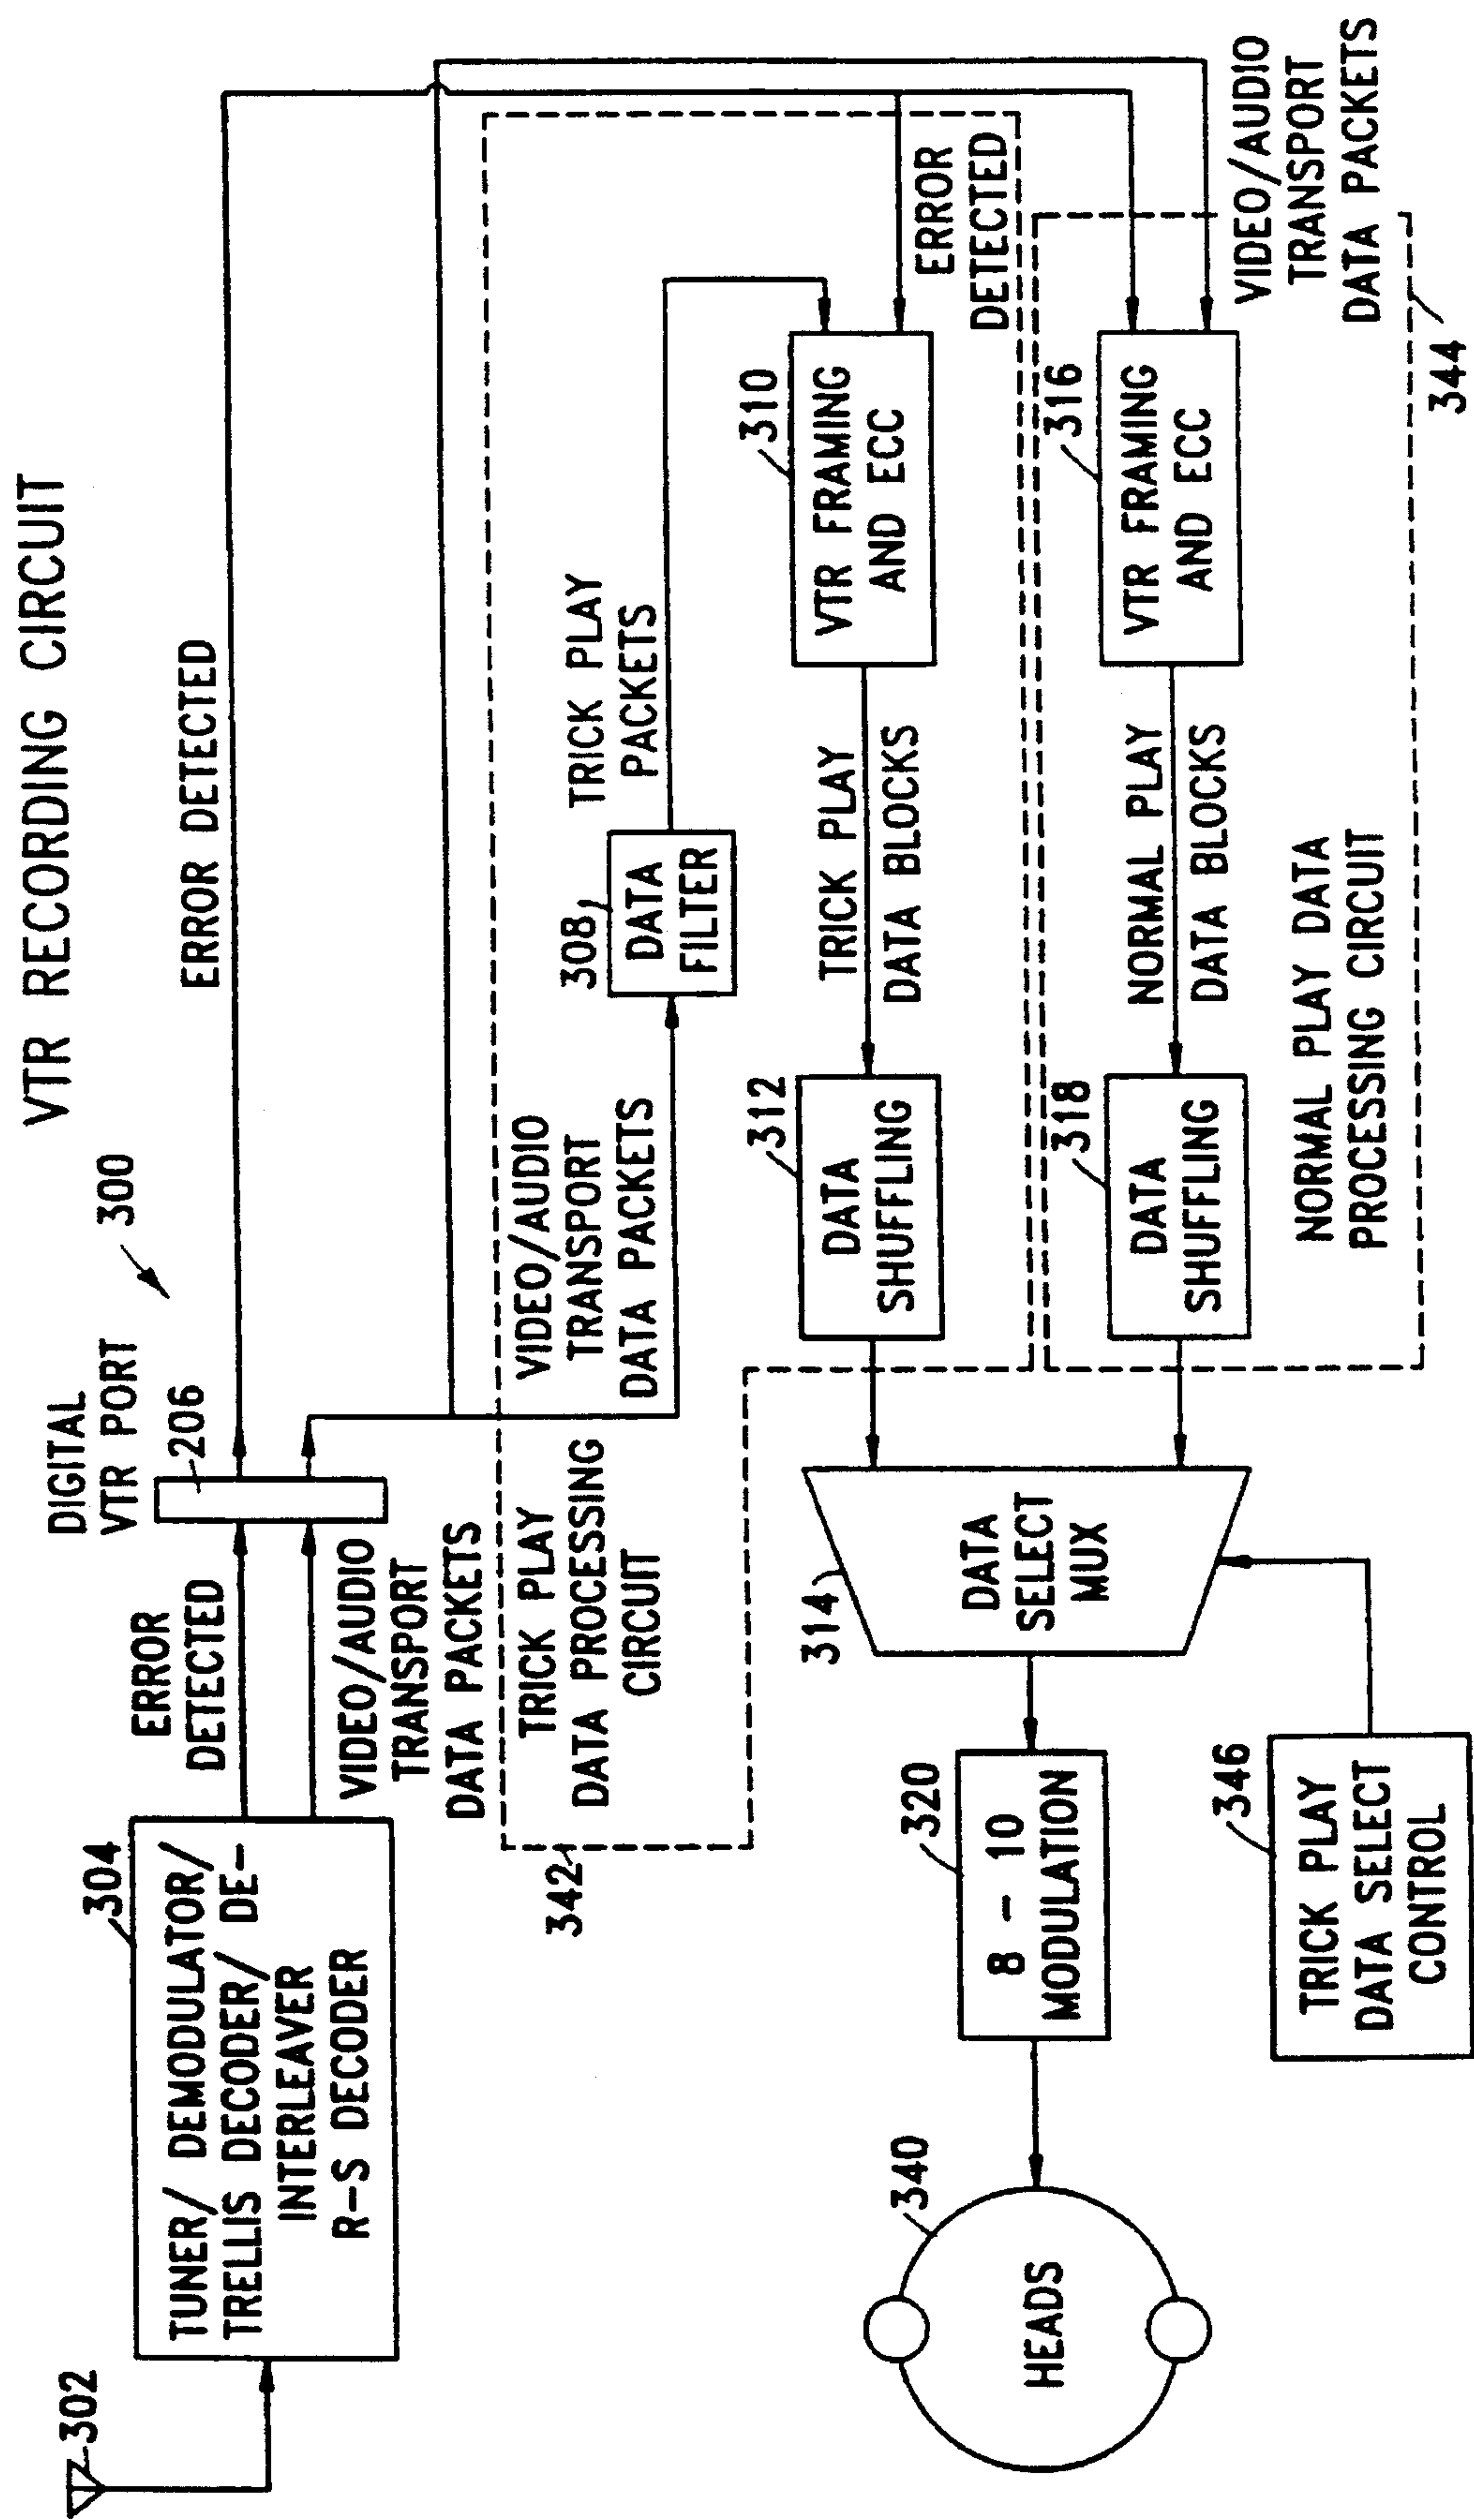 VTR RECORDING CIRCUIT
300
302
304
TUNER/ DEMODULATOR/
TRELLIS DECODER/ DE-
INTERLEAVER
R-S DECODER
ERROR
DETECTED
VIDEO/AUDIO
TRANSPORT
DATA PACKETS
DIGITAL
VTR PORT
206
ERROR DETECTED
342
TRICK PLAY
DATA PROCESSING
CIRCUIT
VIDEO/AUDIO
TRANSPORT
DATA PACKETS
308
DATA
FILTER
TRICK PLAY
PACKETS
310
VTR FRAMING
AND ECC
ERROR
DETECTED
TRICK PLAY
DATA BLOCKS
312
DATA
SHUFFLING
314
DATA
SELECT
MUX
316
VTR FRAMING
AND ECC
VIDEO/AUDIO
TRANSPORT
DATA PACKETS
344
NORMAL PLAY
DATA BLOCKS
318
DATA
SHUFFLING
NORMAL PLAY DATA
PROCESSING CIRCUIT
320
8 - 10
MODULATION
340
HEADS
346
TRICK PLAY
DATA SELECT
CONTROL